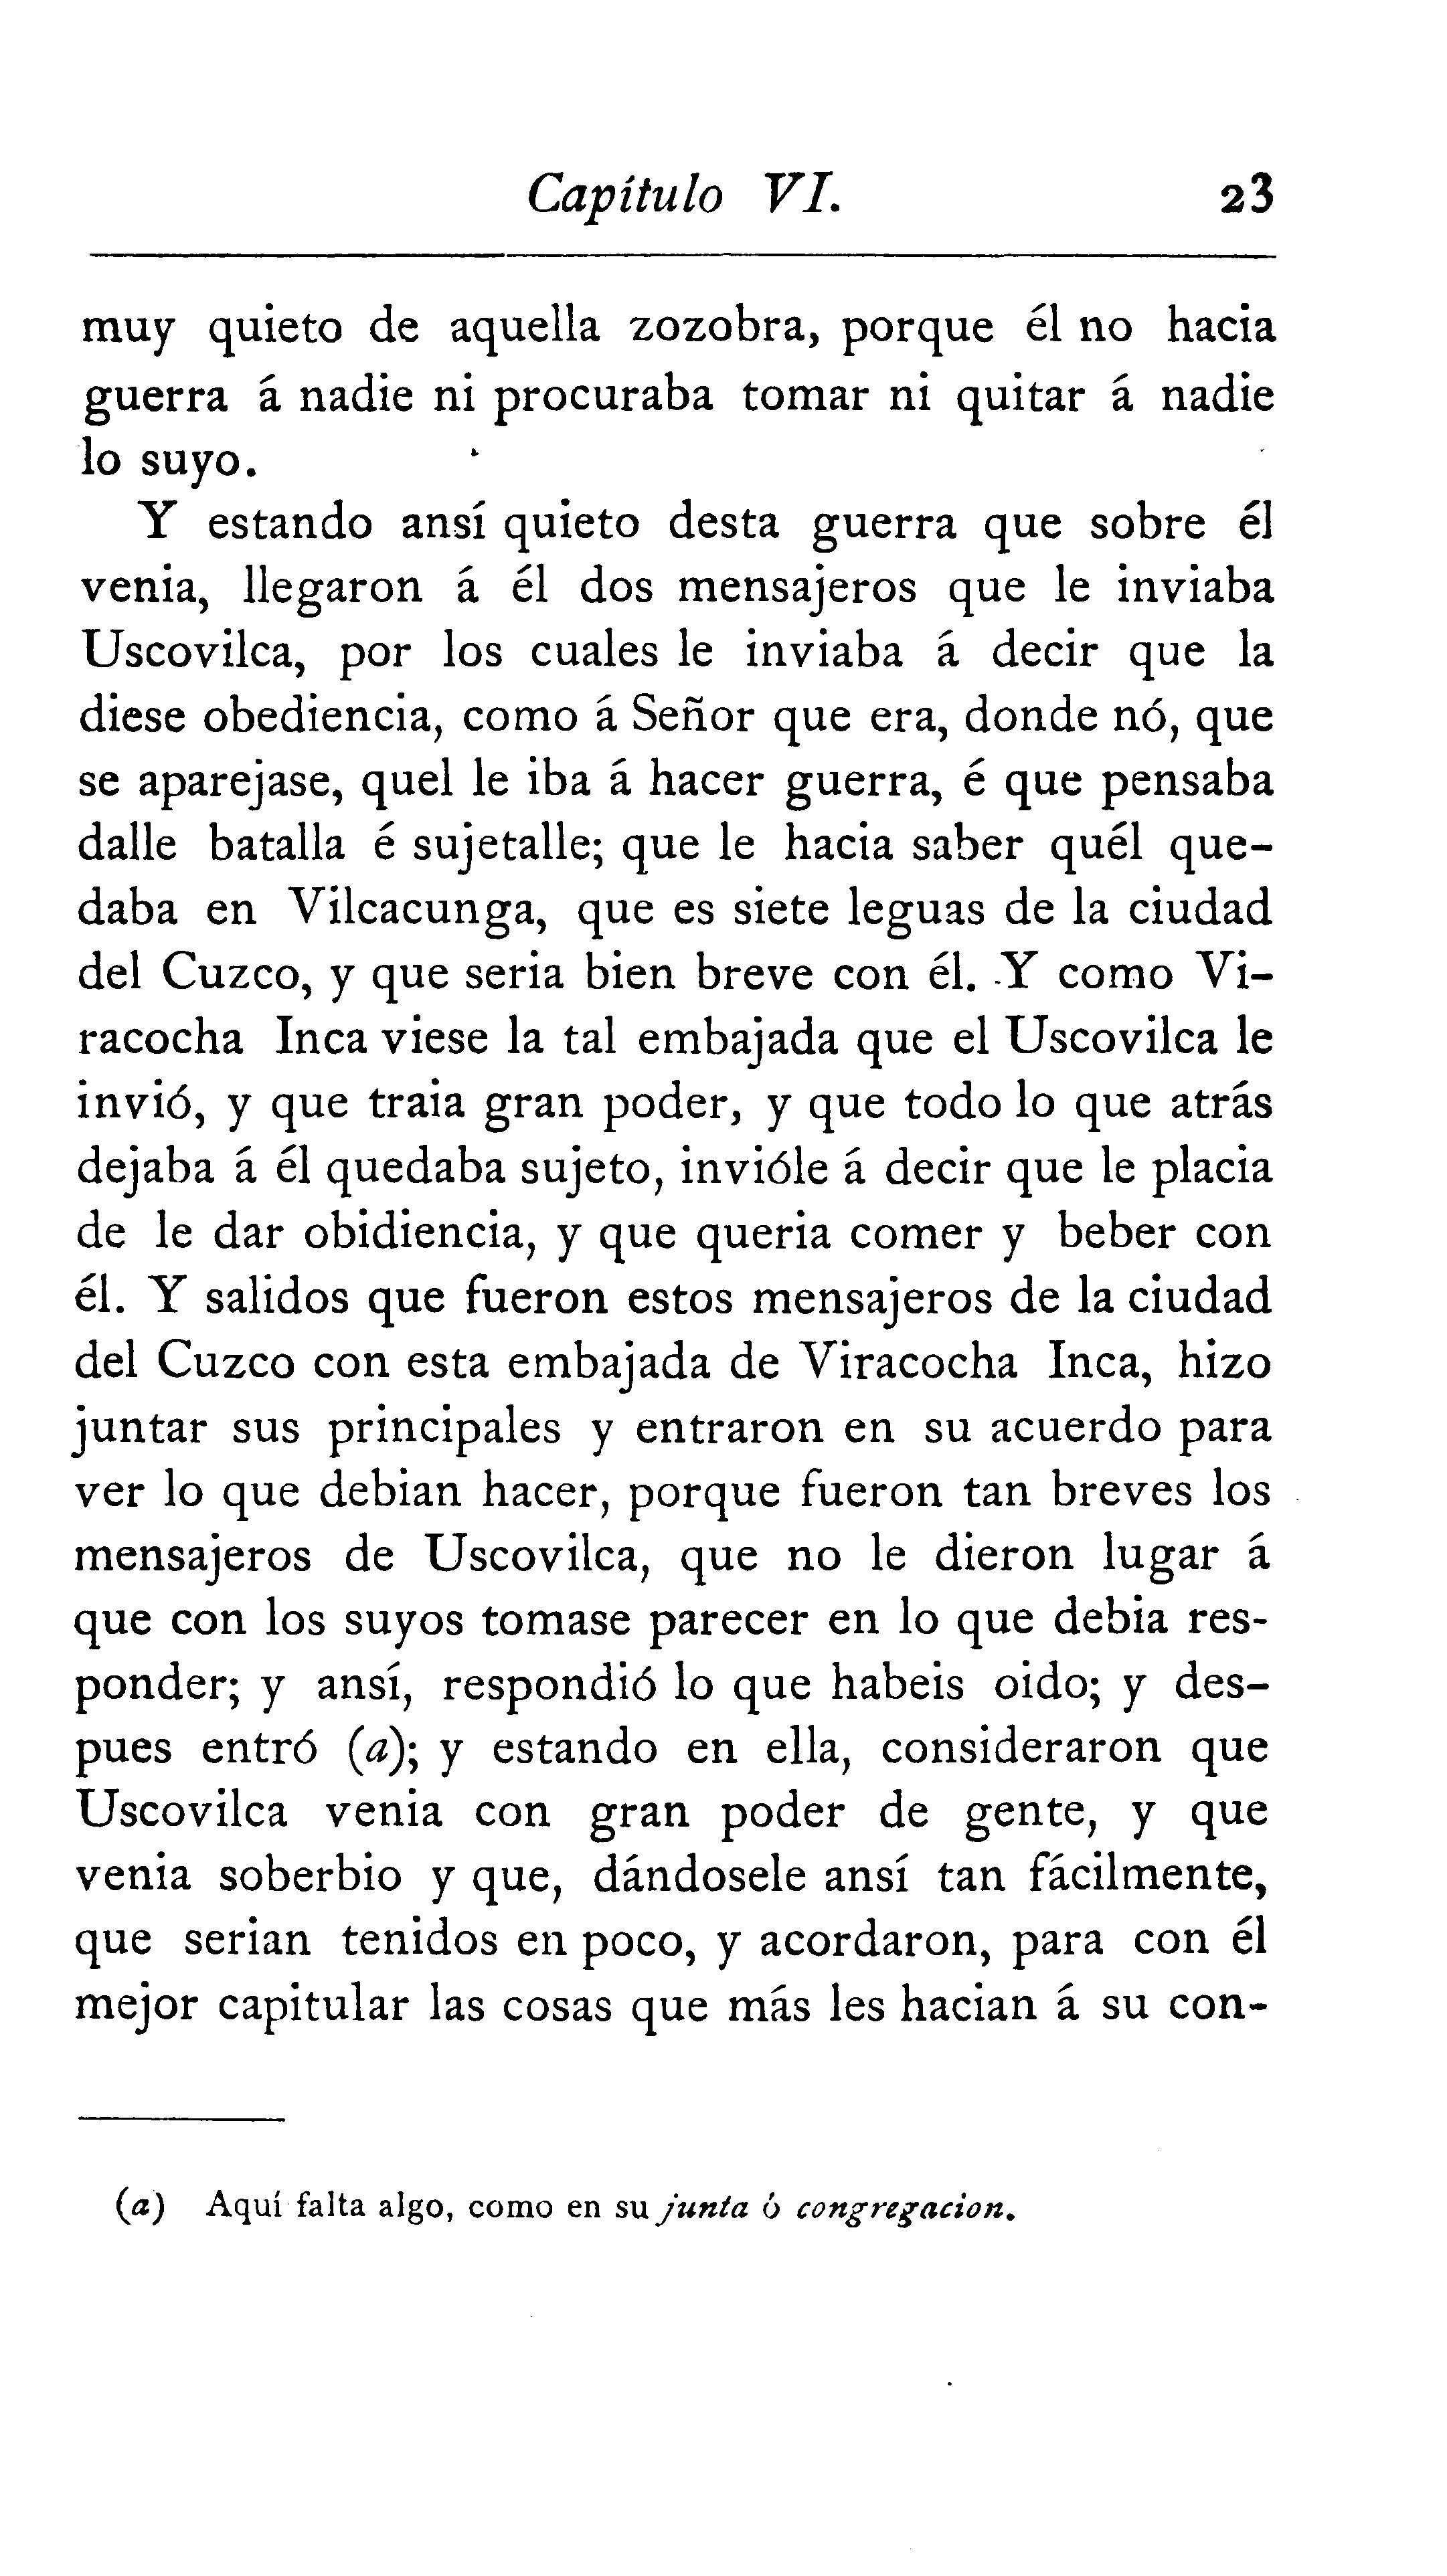 Capítulo VI. 23
muy quieto de aquella zozobra, porque él no hacia
guerra á nadie ni procuraba tomar ni quitar á nadie
lo suyo.
Y estando ansí quieto desta guerra que sobre él
venia, llegaron á él dos mensajeros que le inviaba
Uscovilca, por los cuales le inviaba á decir que la
diese obediencia, como á Señor que era, donde nó, que
se aparejase, quel le iba á hacer guerra, é que pensaba
dalle batalla é sujetalle; que le hacia saber quél que-
daba en Vilcacunga, que es siete leguas de la ciudad
del Cuzco, y que seria bien breve con él. Y como Vi-
racocha Inca viese la tal embajada que el Uscovilca le
invió, y que traia gran poder, y que todo lo que atrás
dejaba á él quedaba sujeto, invióle á decir que le placia
de le dar obidiencia, y que queria comer y beber con
él. Y salidos que fueron estos mensajeros de la ciudad
del Cuzco con esta embajada de Viracocha Inca, hizo
juntar sus principales y entraron en su acuerdo para
ver lo que debian hacer, porque fueron tan breves los
mensajeros de Uscovilca, que no le dieron lugar á
que con los suyos tomase parecer en lo que debia res-
ponder; y ansí, respondió lo que habeis oido; y des-
pues entró (a); y estando en ella, consideraron que
Uscovilca venia con gran poder de gente, y que
venia soberbio y que, dándosele ansí tan fácilmente,
que serian tenidos en poco, y acordaron, para con él
mejor capitular las cosas que más les hacian á su con-
(a) Aquí falta algo, como en su junta ó congregacion.